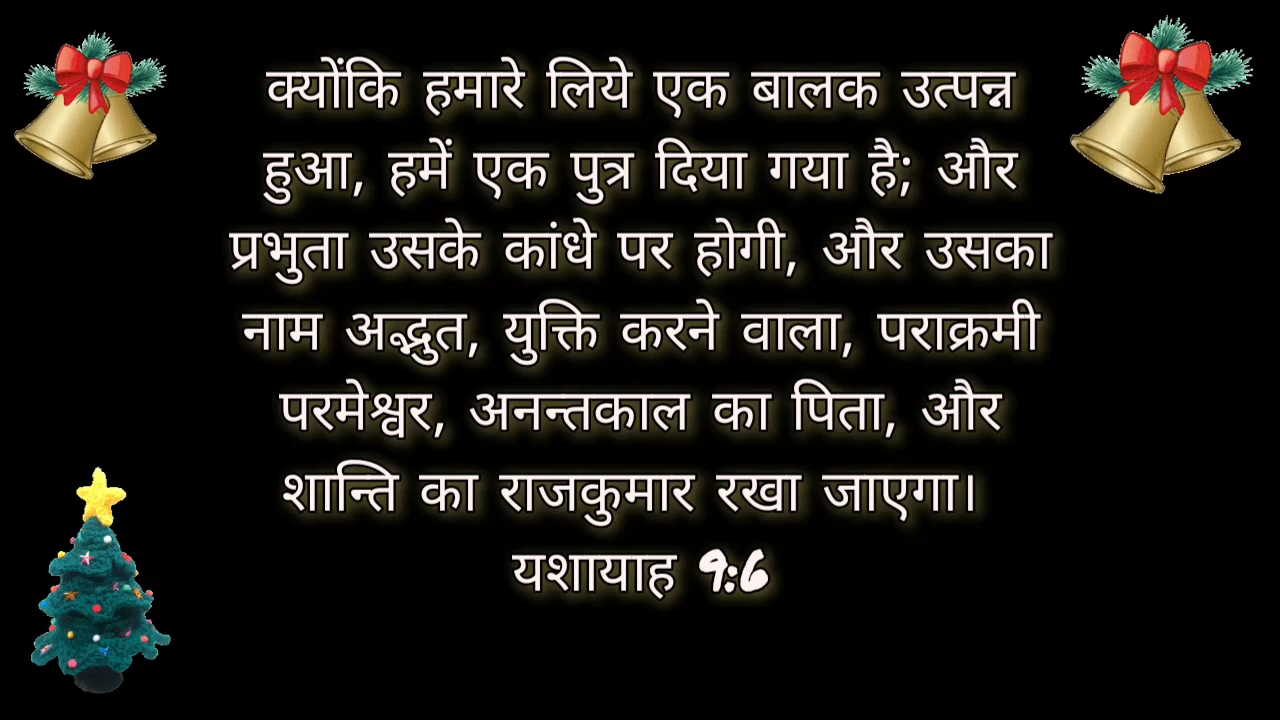 क्योंकि हमारे लिये एक बालक उत्पन्न
हुआ, हमें एक पुत्र दिया गया है; और
प्रभुता उसके कांधे पर होगी, और उसका
नाम अद्भुत, युक्ति करने वाला, पराक्रमी
परमेश्वर, अनन्तकाल का पिता, और
शान्ति का राजकुमार रखा जाएगा।
यशायाह 9:6